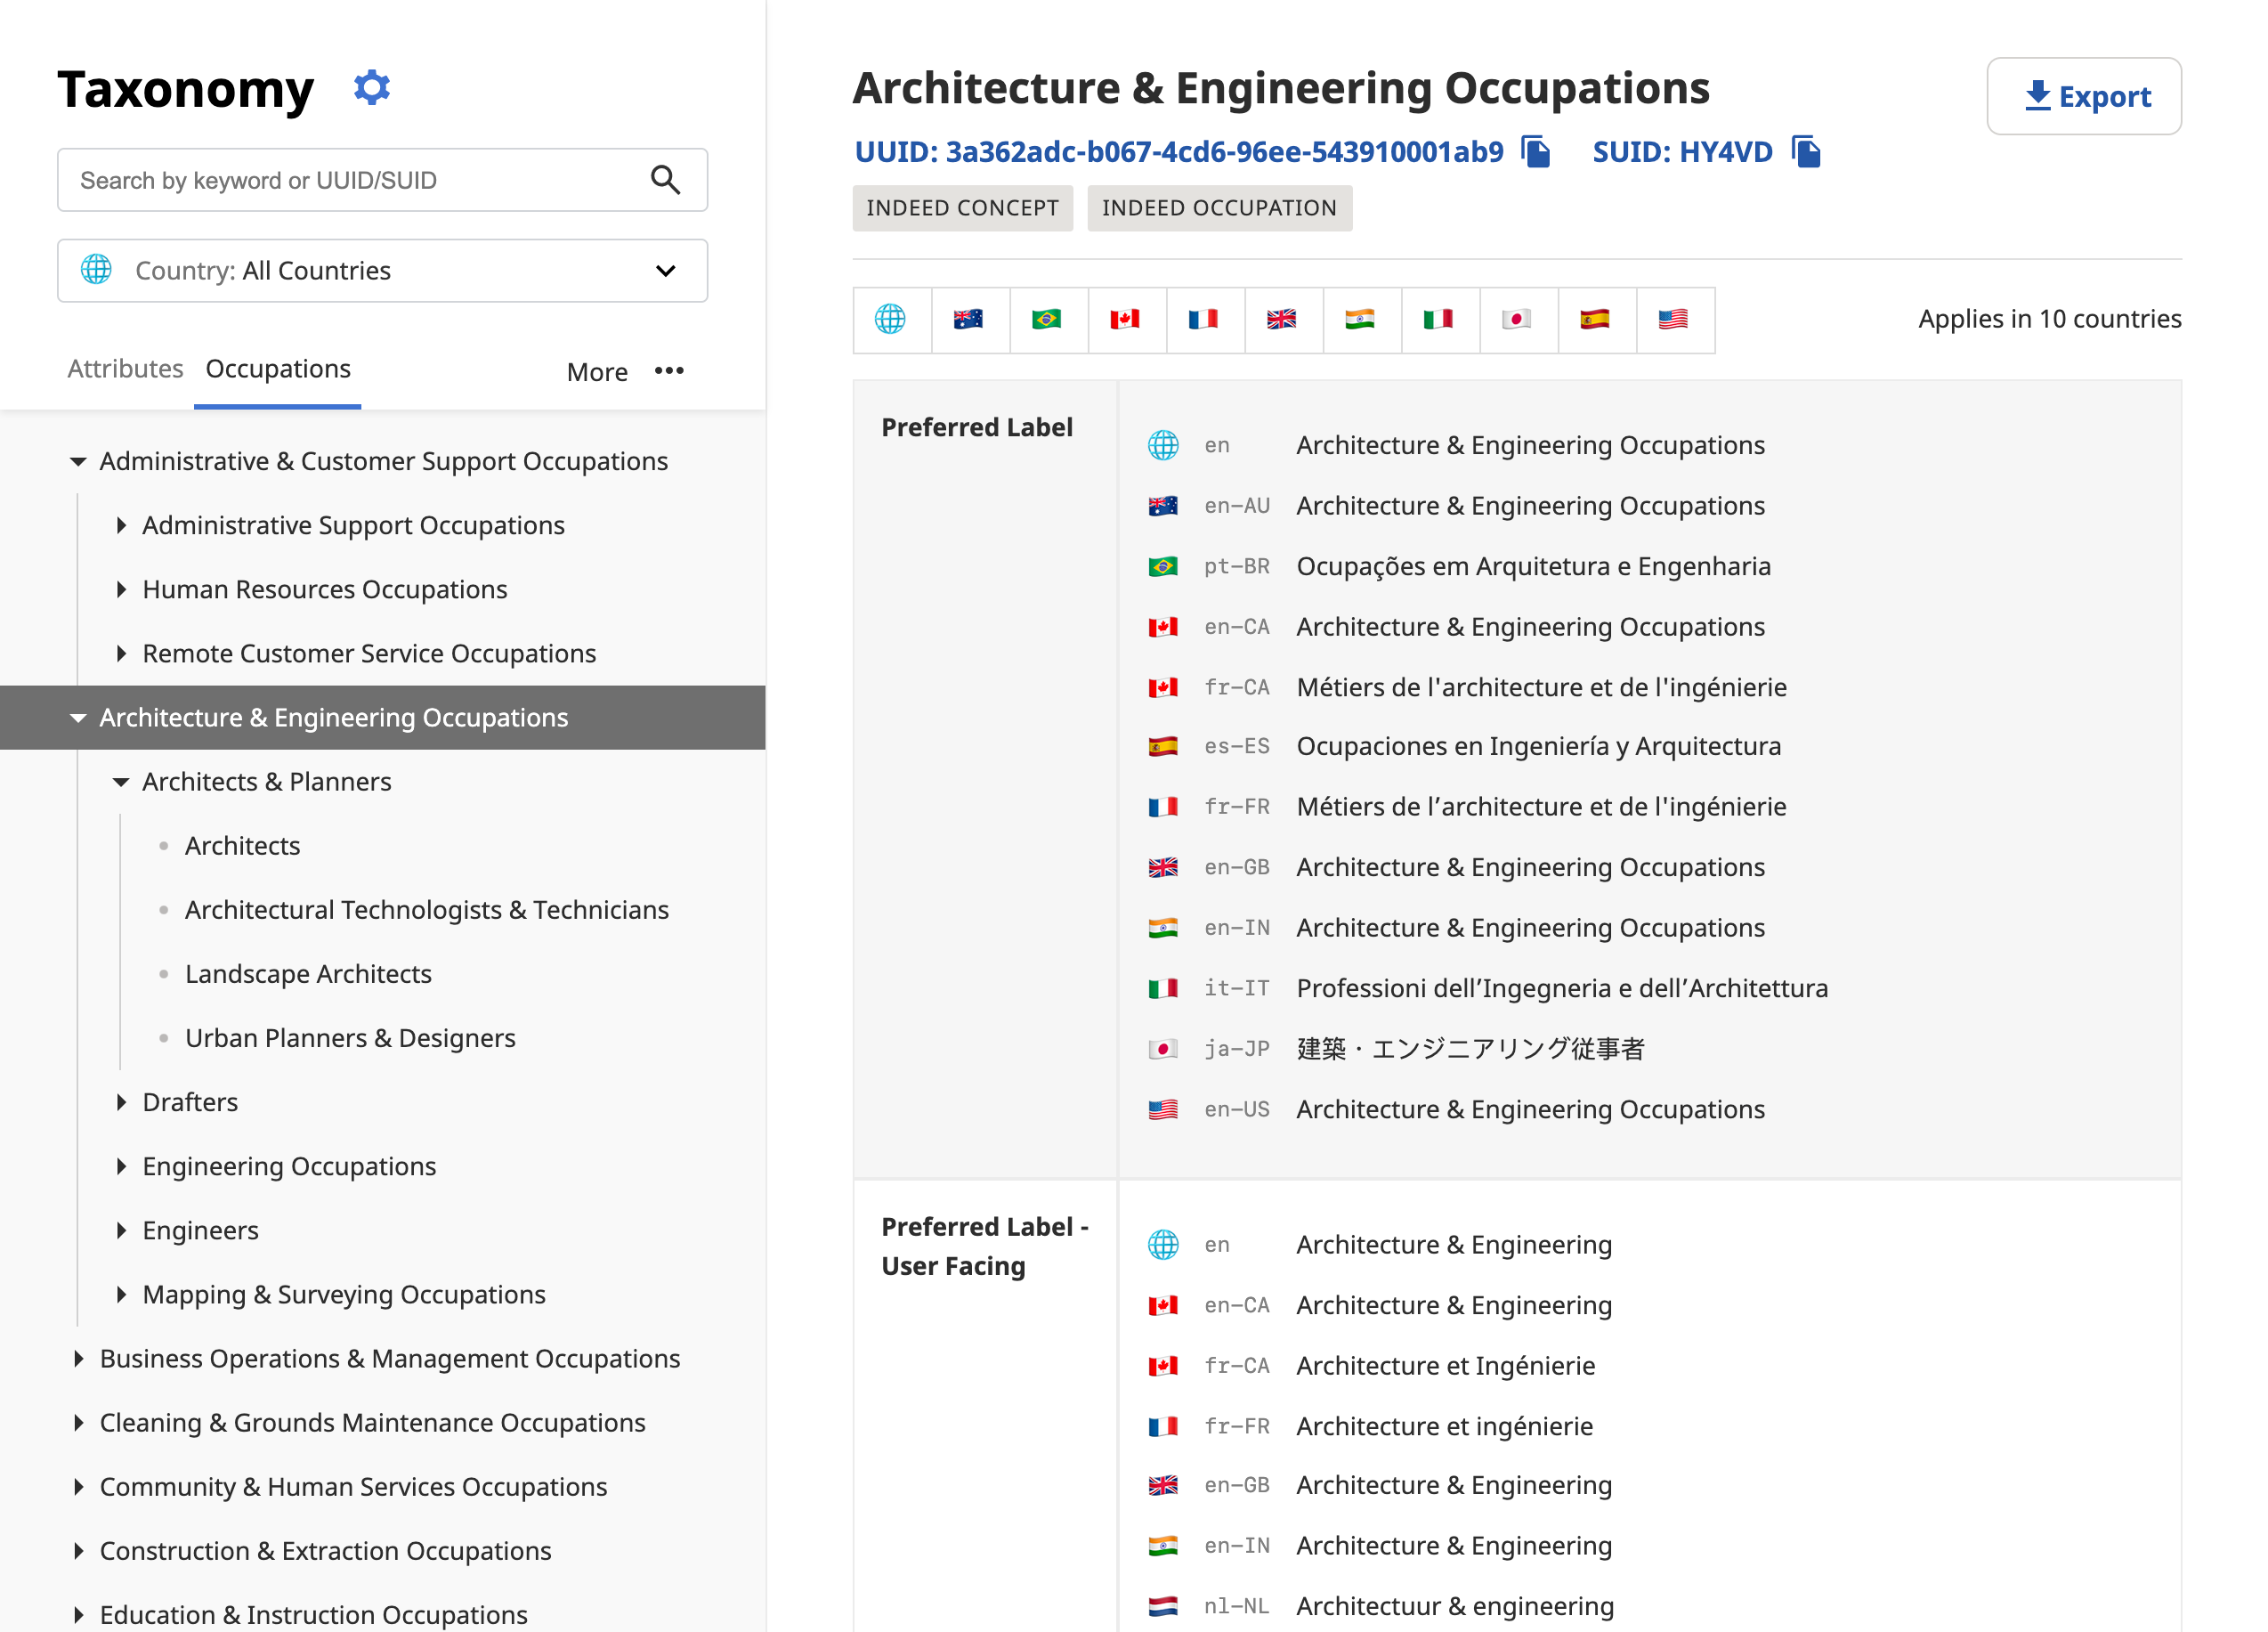 Taxonomy
Search by keyword or UUID/SUID
Country: All Countries
Attributes Occupations More
Administrative & Customer Support Occupations
Administrative Support Occupations
Human Resources Occupations
Remote Customer Service Occupations
Architecture & Engineering Occupations
Architects & Planners
Architects
Architectural Technologists & Technicians
Landscape Architects
Urban Planners & Designers
Drafters
Engineering Occupations
Engineers
Mapping & Surveying Occupations
Business Operations & Management Occupations
Cleaning & Grounds Maintenance Occupations
Community & Human Services Occupations
Construction & Extraction Occupations
Education & Instruction Occupations
Architecture & Engineering Occupations
Export
UUID: 3a362adc-b067-4cd6-96ee-543910001ab9 SUID: HY4VD
INDEED CONCEPT INDEED OCCUPATION
Applies in 10 countries
Preferred Label
en Architecture & Engineering Occupations
en-AU Architecture & Engineering Occupations
pt-BR Ocupações em Arquitetura e Engenharia
en-CA Architecture & Engineering Occupations
fr-CA Métiers de l'architecture et de l'ingénierie
es-ES Ocupaciones en Ingeniería y Arquitectura
fr-FR Métiers de l’architecture et de l'ingénierie
en-GB Architecture & Engineering Occupations
en-IN Architecture & Engineering Occupations
it-IT Professioni dell’Ingegneria e dell’Architettura
ja-JP 建築・エンジニアリング従事者
en-US Architecture & Engineering Occupations
Preferred Label -
User Facing
en Architecture & Engineering
en-CA Architecture & Engineering
fr-CA Architecture et Ingénierie
fr-FR Architecture et ingénierie
en-GB Architecture & Engineering
en-IN Architecture & Engineering
nl-NL Architectuur & engineering